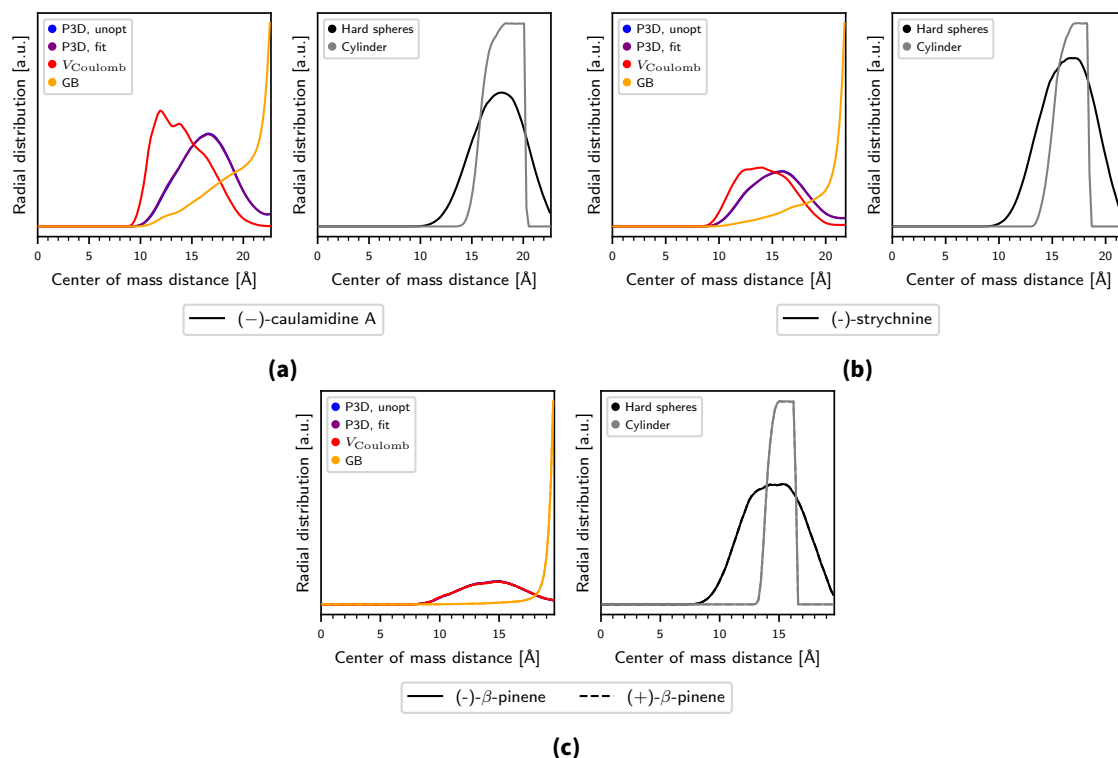 Radial distribution [a.u.]
P3D, unopt
P3D, fit
V_Coulomb
GB
0 5 10 15 20
Center of mass distance [Å]
Radial distribution [a.u.]
Hard spheres
Cylinder
0 5 10 15 20
Center of mass distance [Å]
(−)-caulamidine A
(a)
Radial distribution [a.u.]
P3D, unopt
P3D, fit
V_Coulomb
GB
0 5 10 15 20
Center of mass distance [Å]
Radial distribution [a.u.]
Hard spheres
Cylinder
0 5 10 15 20
Center of mass distance [Å]
(-)-strychnine
(b)
Radial distribution [a.u.]
P3D, unopt
P3D, fit
V_Coulomb
GB
0 5 10 15
Center of mass distance [Å]
Radial distribution [a.u.]
Hard spheres
Cylinder
0 5 10 15
Center of mass distance [Å]
(-)-β-pinene (+)-β-pinene
(c)